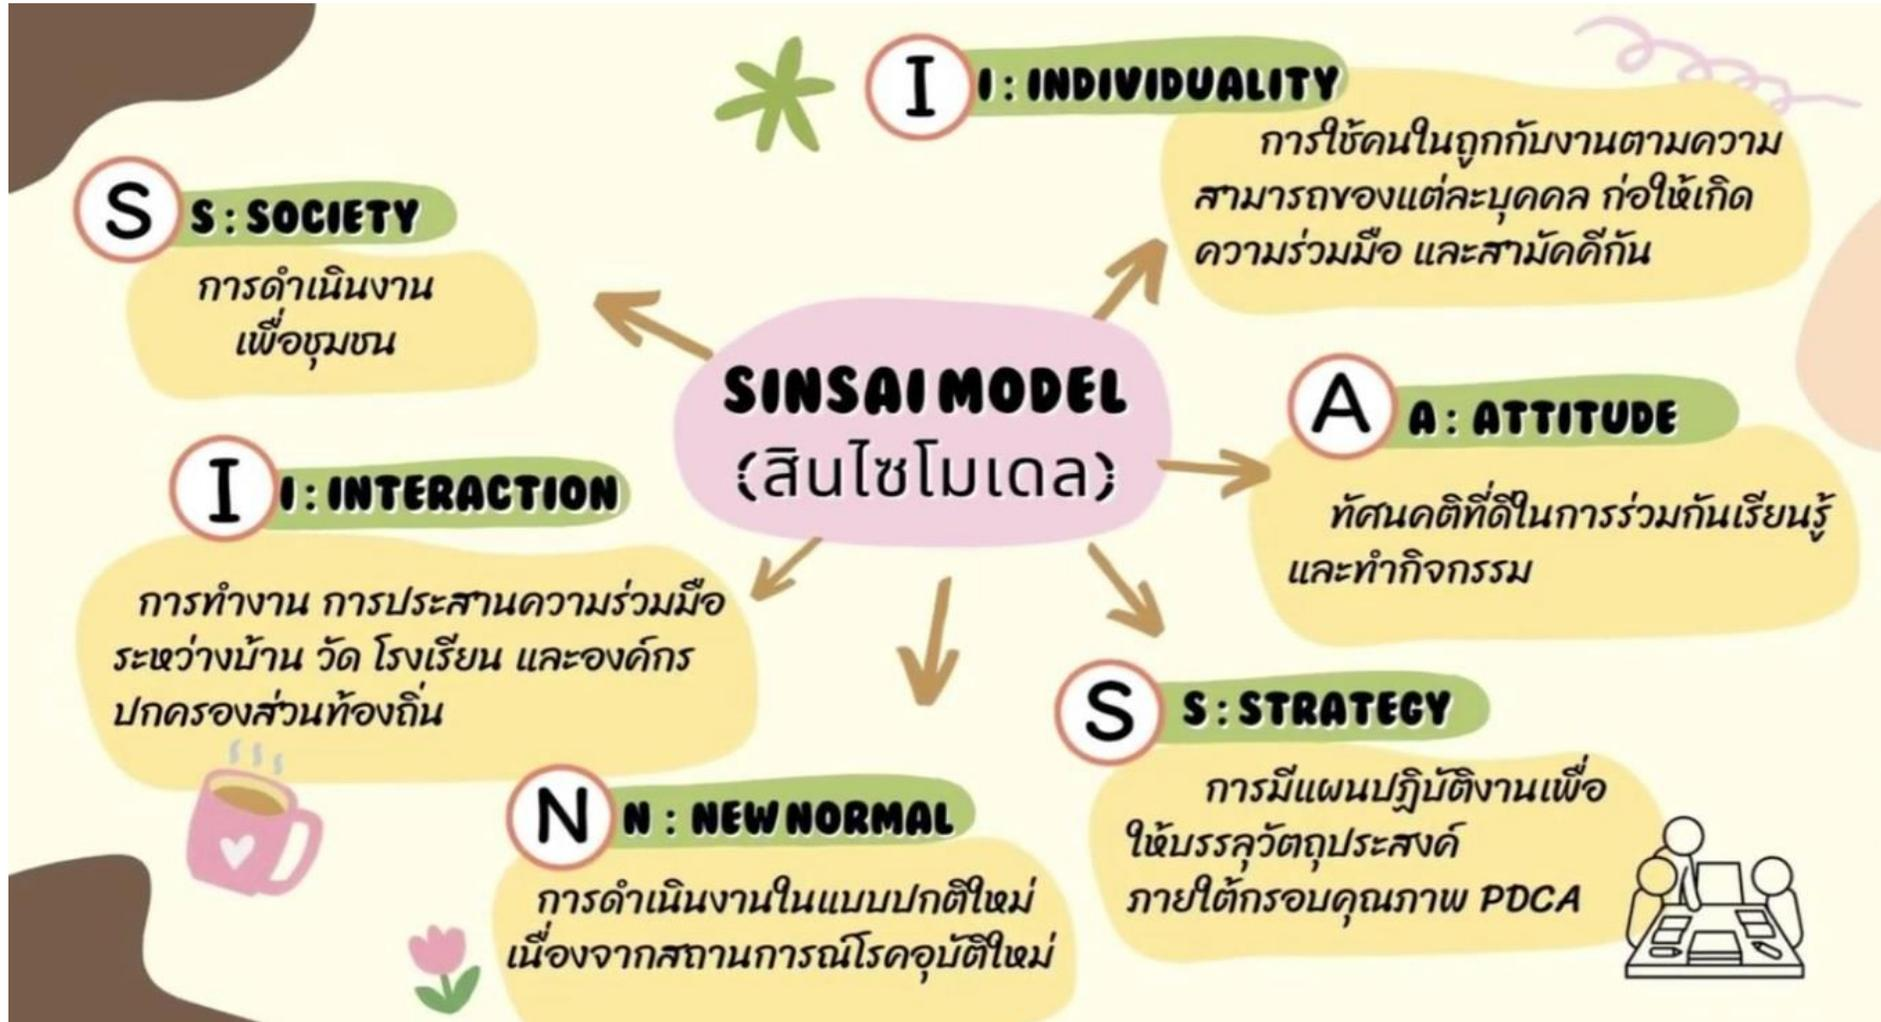 S
S : SOCIETY
การดำเนินงาน
เพื่อชุมชน
I
I : INTERACTION
การทำงาน การประสานความร่วมมือ
ระหว่างบ้าน วัด โรงเรียน และองค์กร
ปกครองส่วนท้องถิ่น
N
N : NEW NORMAL
การดำเนินงานในแบบปกติใหม่
เนื่องจากสถานการณ์โรคอุบัติใหม่
SINSAI MODEL
(สินไซโมเดล)
S
S : STRATEGY
การมีแผนปฏิบัติงานเพื่อ
ให้บรรลุวัตถุประสงค์
ภายใต้กรอบคุณภาพ PDCA
A
A : ATTITUDE
ทัศนคติที่ดีในการร่วมกันเรียนรู้
และทำกิจกรรม
I
I : INDIVIDUALITY
การใช้คนในถูกกับงานตามความ
สามารถของแต่ละบุคคล ก่อให้เกิด
ความร่วมมือ และสามัคคีกัน